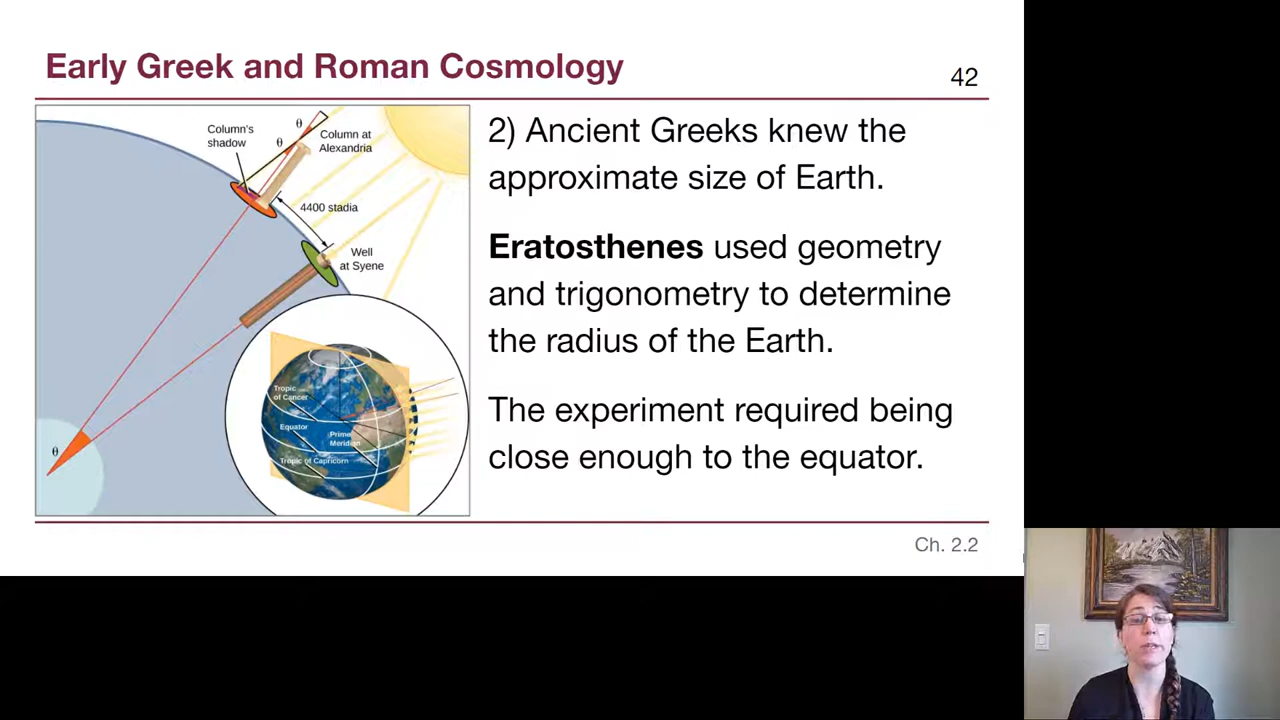 Early Greek and Roman Cosmology
42
Column's
shadow
θ
θ
Column at
Alexandria
4400 stadia
Well
at Syene
θ
Tropic
of Cancer
Equator
Prime
Meridian
Tropic of Capricorn
2) Ancient Greeks knew the
approximate size of Earth.
Eratosthenes used geometry
and trigonometry to determine
the radius of the Earth.
The experiment required being
close enough to the equator.
Ch. 2.2